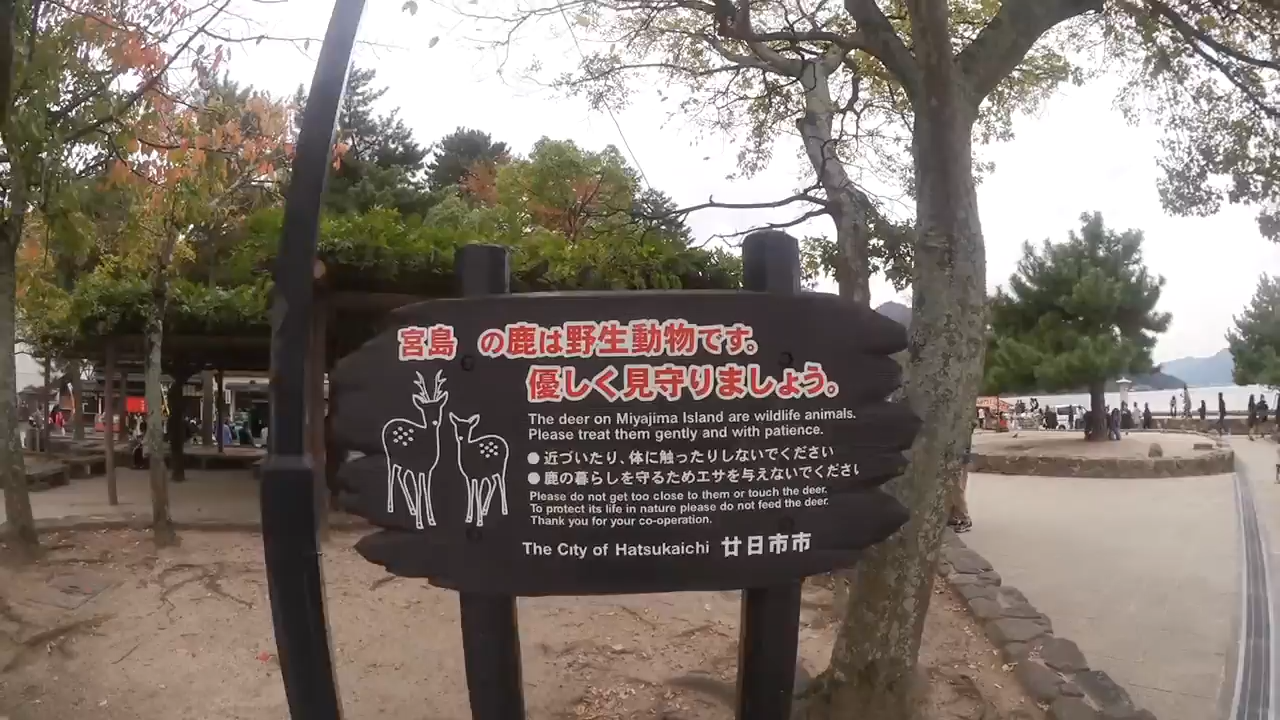 宮島 の鹿は野生動物です。
優しく見守りましょう。
The deer on Miyajima Island are wildlife animals.
Please treat them gently and with patience.
● 近づいたり、体に触ったりしないでください
● 鹿の暮らしを守るためエサを与えないでください
Please do not get too close to them or touch the deer.
To protect its life in nature please do not feed the deer.
Thank you for your co-operation.
The City of Hatsukaichi 廿日市市